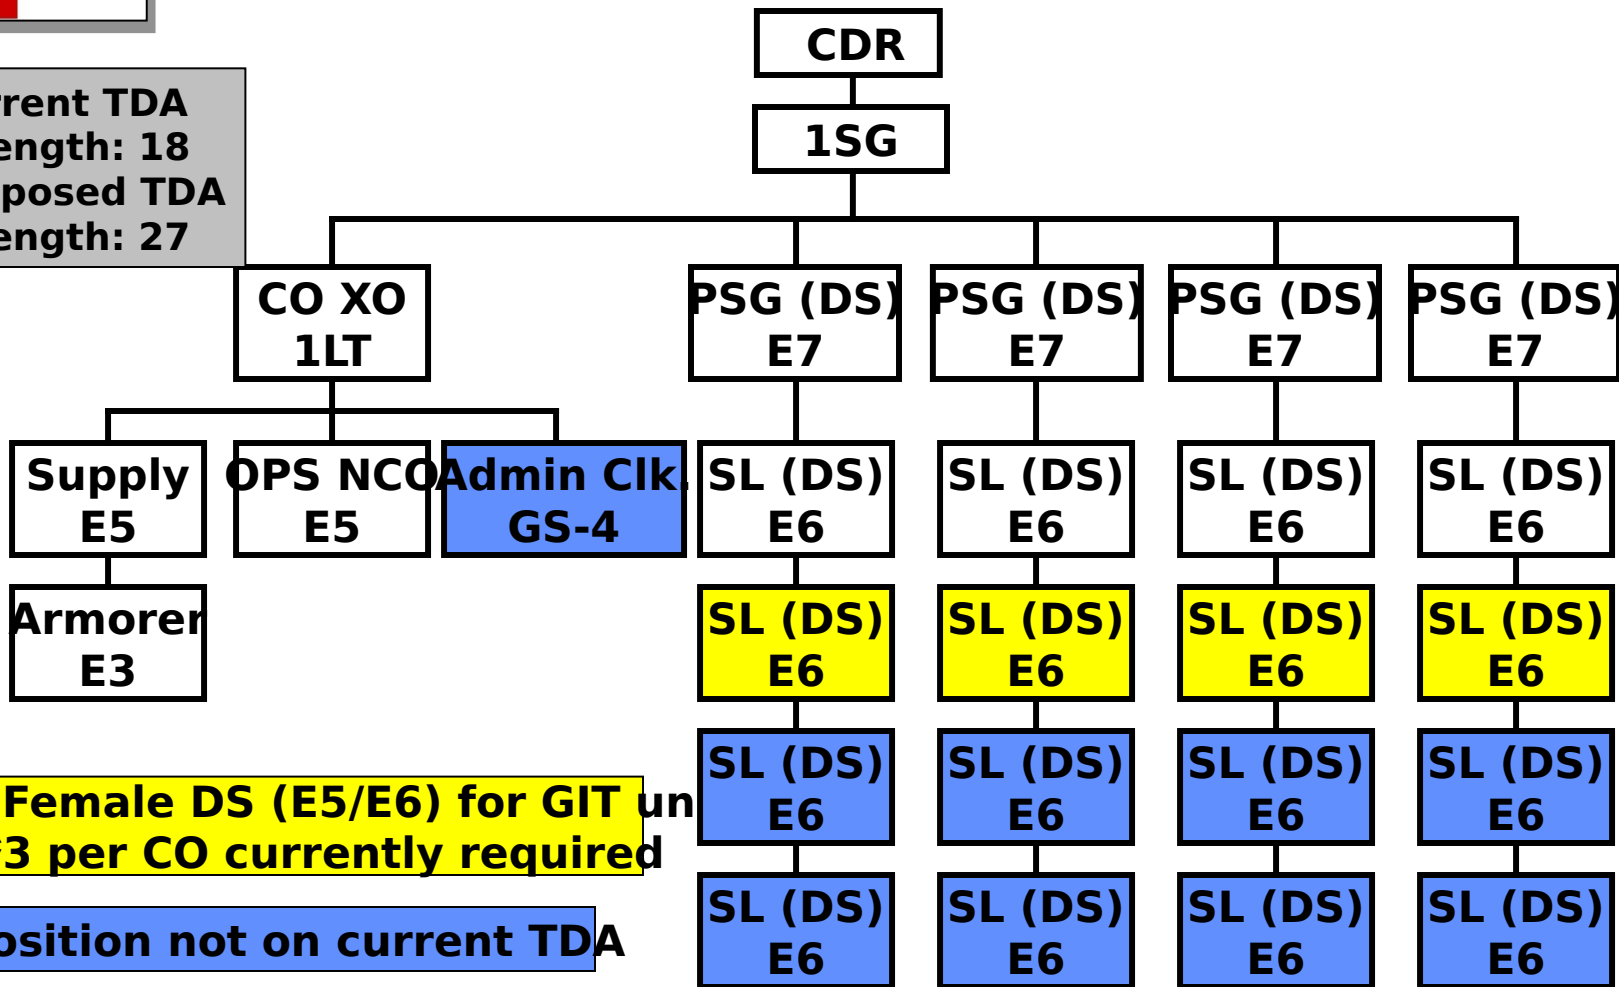 CDR
1SG
rrent TDA
ength: 18
posed TDA
ength: 27
CO XO
1LT
PSG (DS)
E7
PSG (DS)
E7
PSG (DS)
E7
PSG (DS)
E7
Supply
E5
OPS NCO
E5
Admin Clk.
GS-4
SL (DS)
E6
SL (DS)
E6
SL (DS)
E6
SL (DS)
E6
Armorer
E3
SL (DS)
E6
SL (DS)
E6
SL (DS)
E6
SL (DS)
E6
Female DS (E5/E6) for GIT un
*3 per CO currently required
SL (DS)
E6
SL (DS)
E6
SL (DS)
E6
SL (DS)
E6
osition not on current TDA
SL (DS)
E6
SL (DS)
E6
SL (DS)
E6
SL (DS)
E6